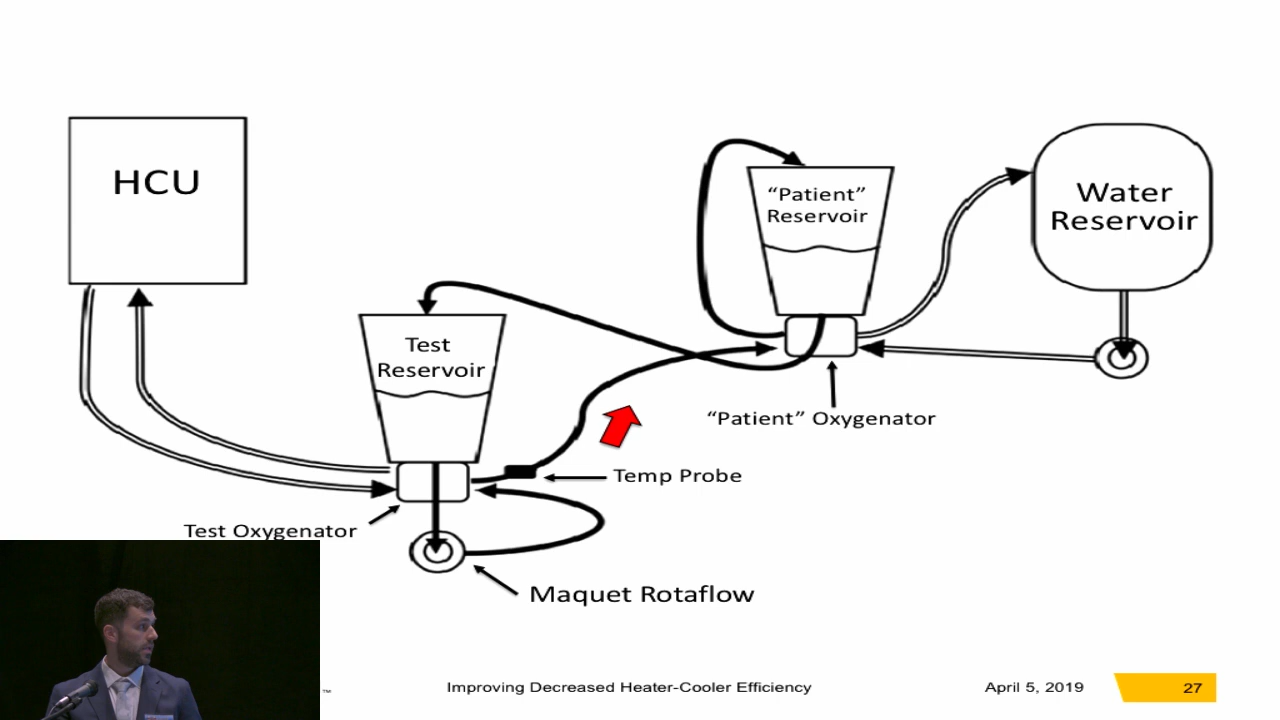 HCU
"Patient"
Reservoir
Water
Reservoir
Test
Reservoir
"Patient" Oxygenator
Temp Probe
Test Oxygenator
Maquet Rotaflow
™
Improving Decreased Heater-Cooler Efficiency
April 5, 2019
27